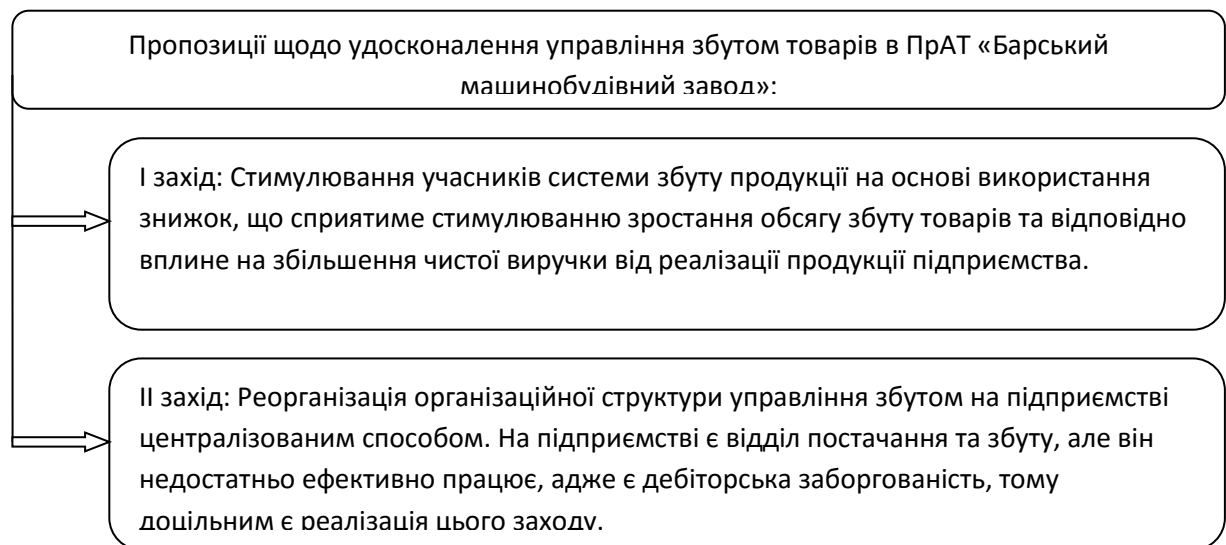 Пропозиції щодо удосконалення управління збутом товарів в ПрАТ «Барський
машинобудівний завод»:
І захід: Стимулювання учасників системи збуту продукції на основі використання
знижок, що сприятиме стимулюванню зростання обсягу збуту товарів та відповідно
вплине на збільшення чистої виручки від реалізації продукції підприємства.
ІІ захід: Реорганізація організаційної структури управління збутом на підприємстві
централізованим способом. На підприємстві є відділ постачання та збуту, але він
недостатньо ефективно працює, адже є дебіторська заборгованість, тому
доцільним є реалізація цього заходу.